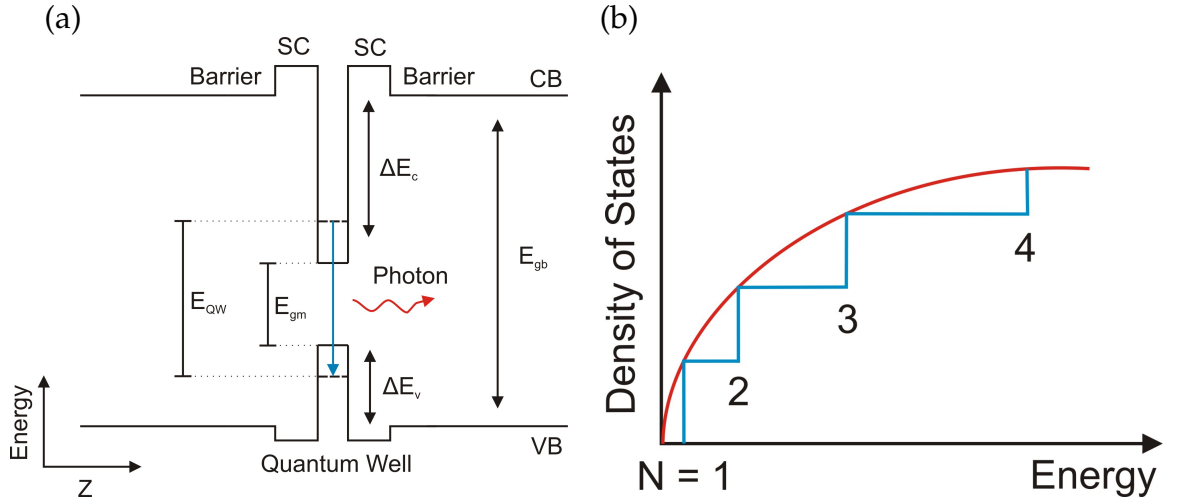 (a)
SC SC
Barrier Barrier CB
ΔEc
EQW
Egm
Photon
Egb
ΔEv
Energy
Z
Quantum Well
VB
(b)
Density of States
2
3
4
N = 1
Energy